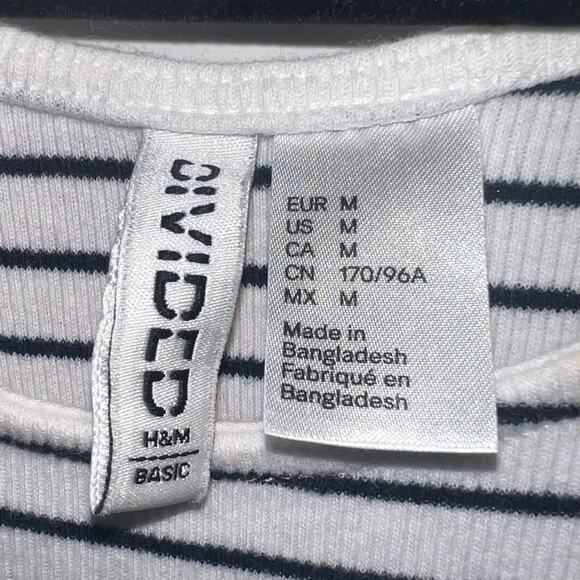 DIVIDED
H&M
BASIC
EUR M
US M
CA M
CN 170/96A
MX M
Made in
Bangladesh
Fabriqué en
Bangladesh